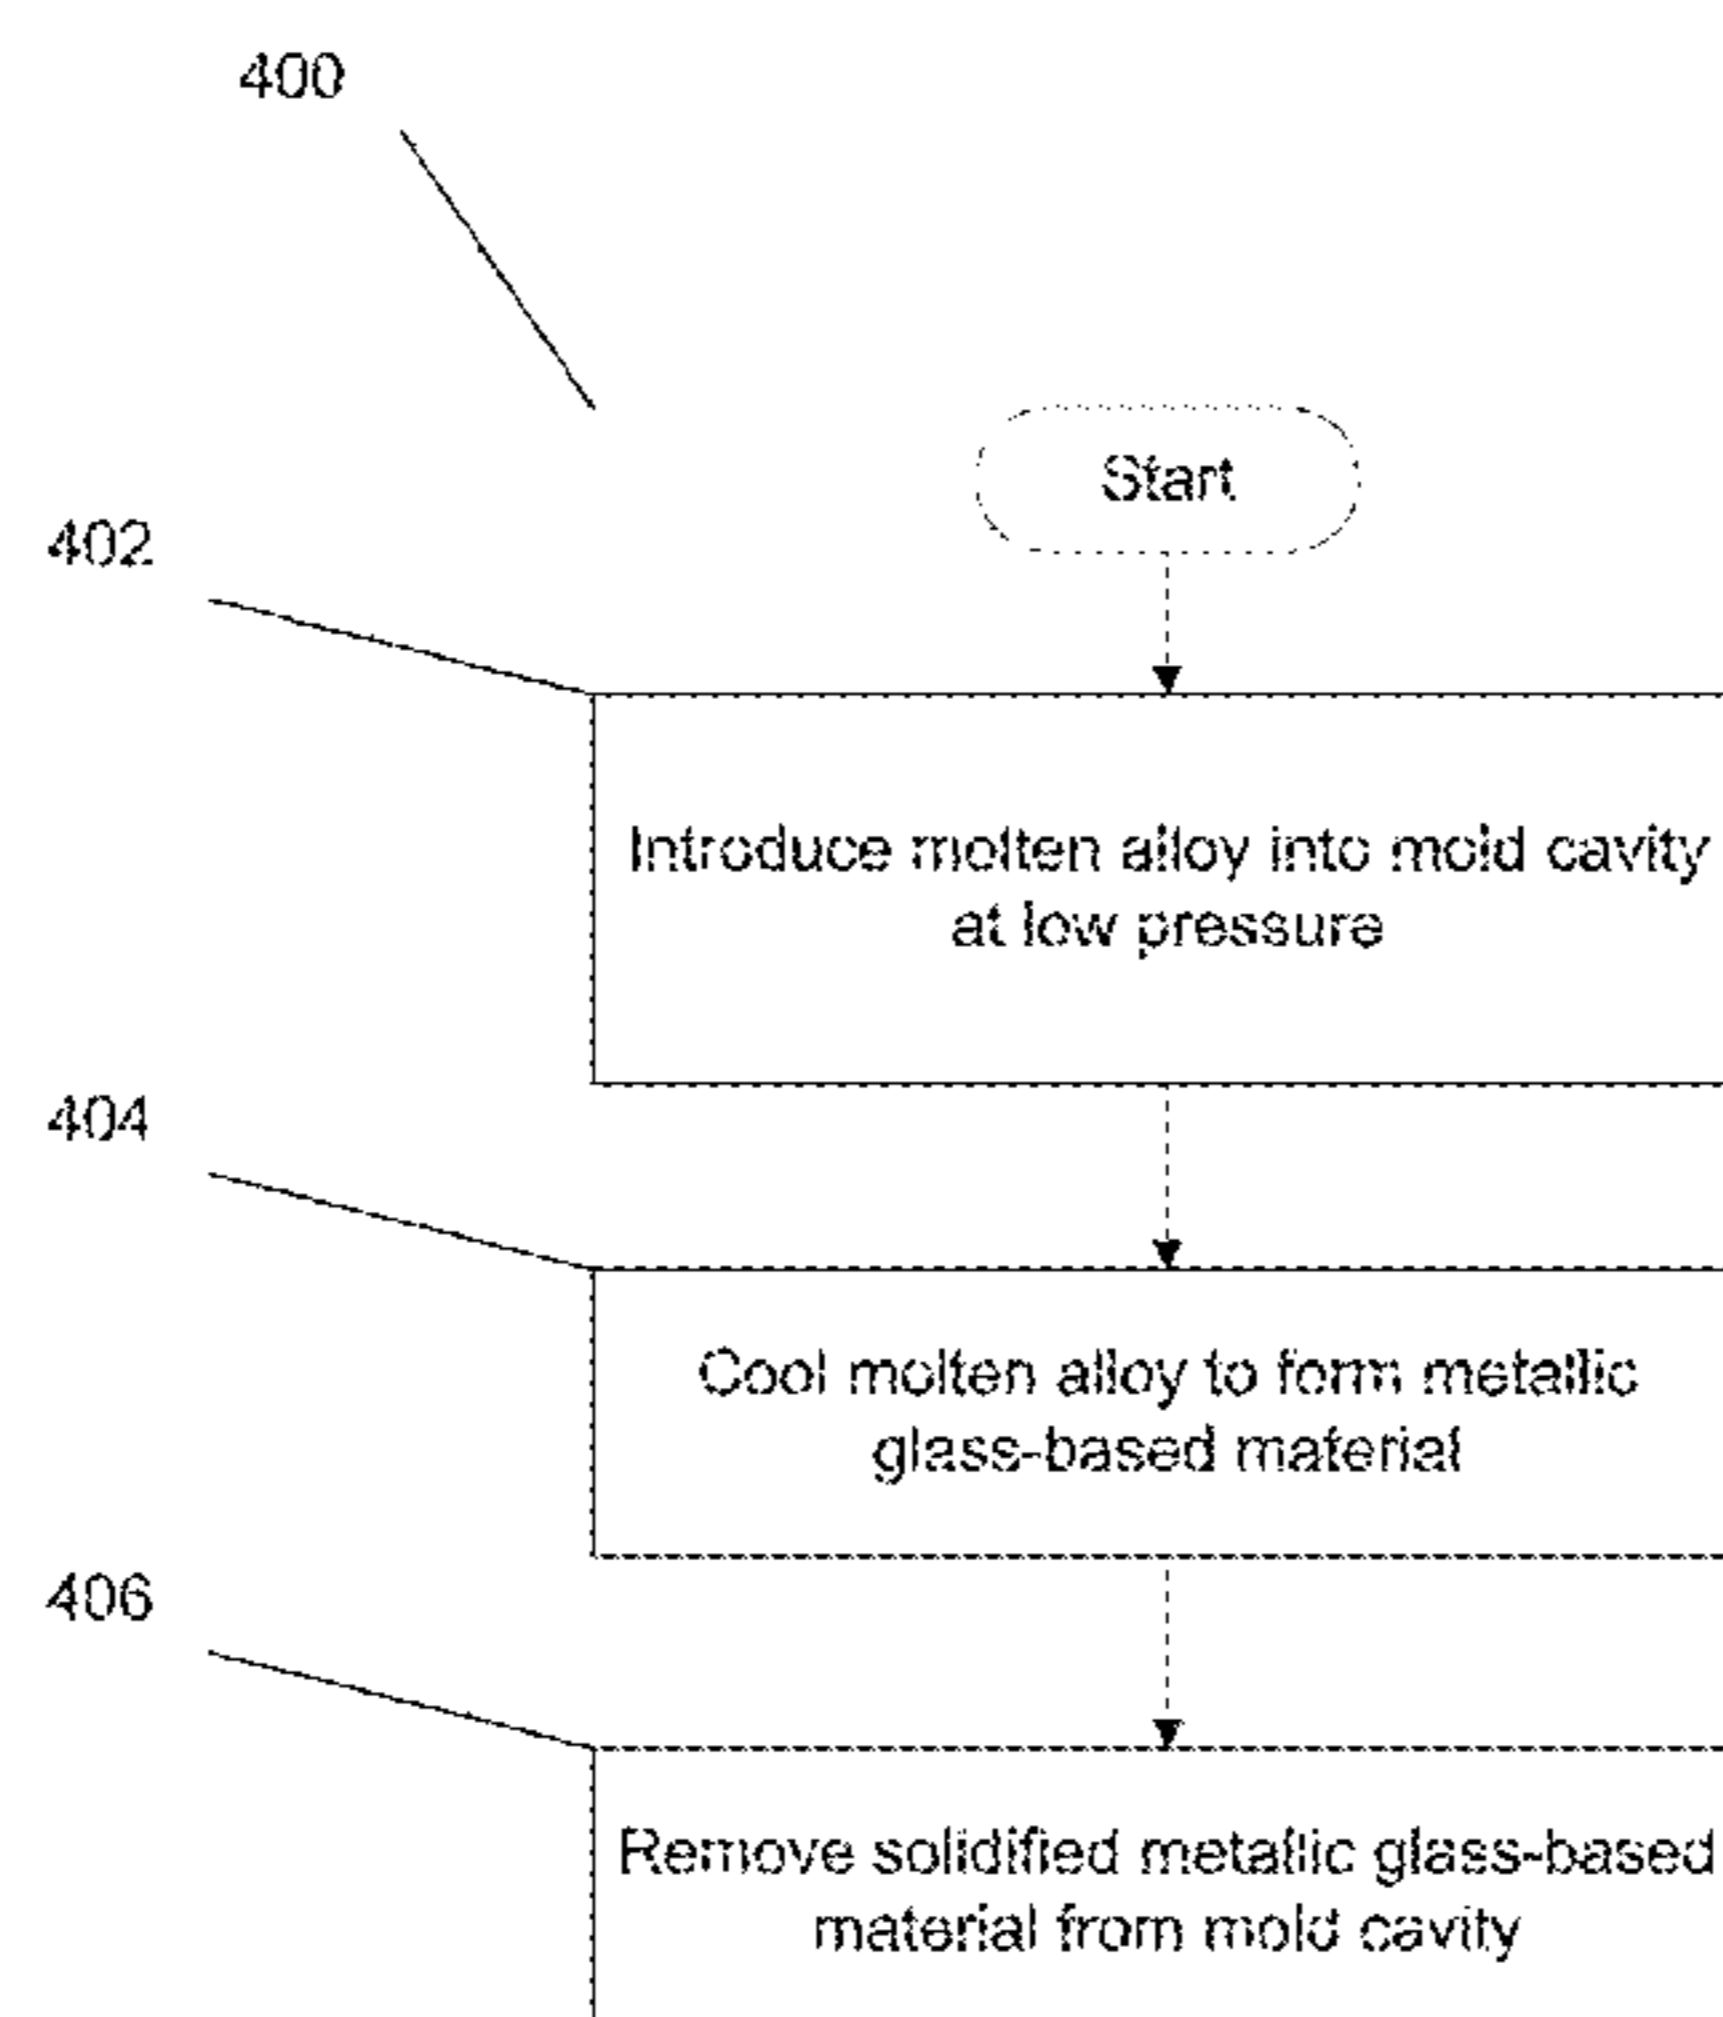 400
Start
402
Introduce molten alloy into mold cavity
at low pressure
404
Cool molten alloy to form metallic
glass-based material
406
Remove solidified metallic glass-based
material from mold cavity